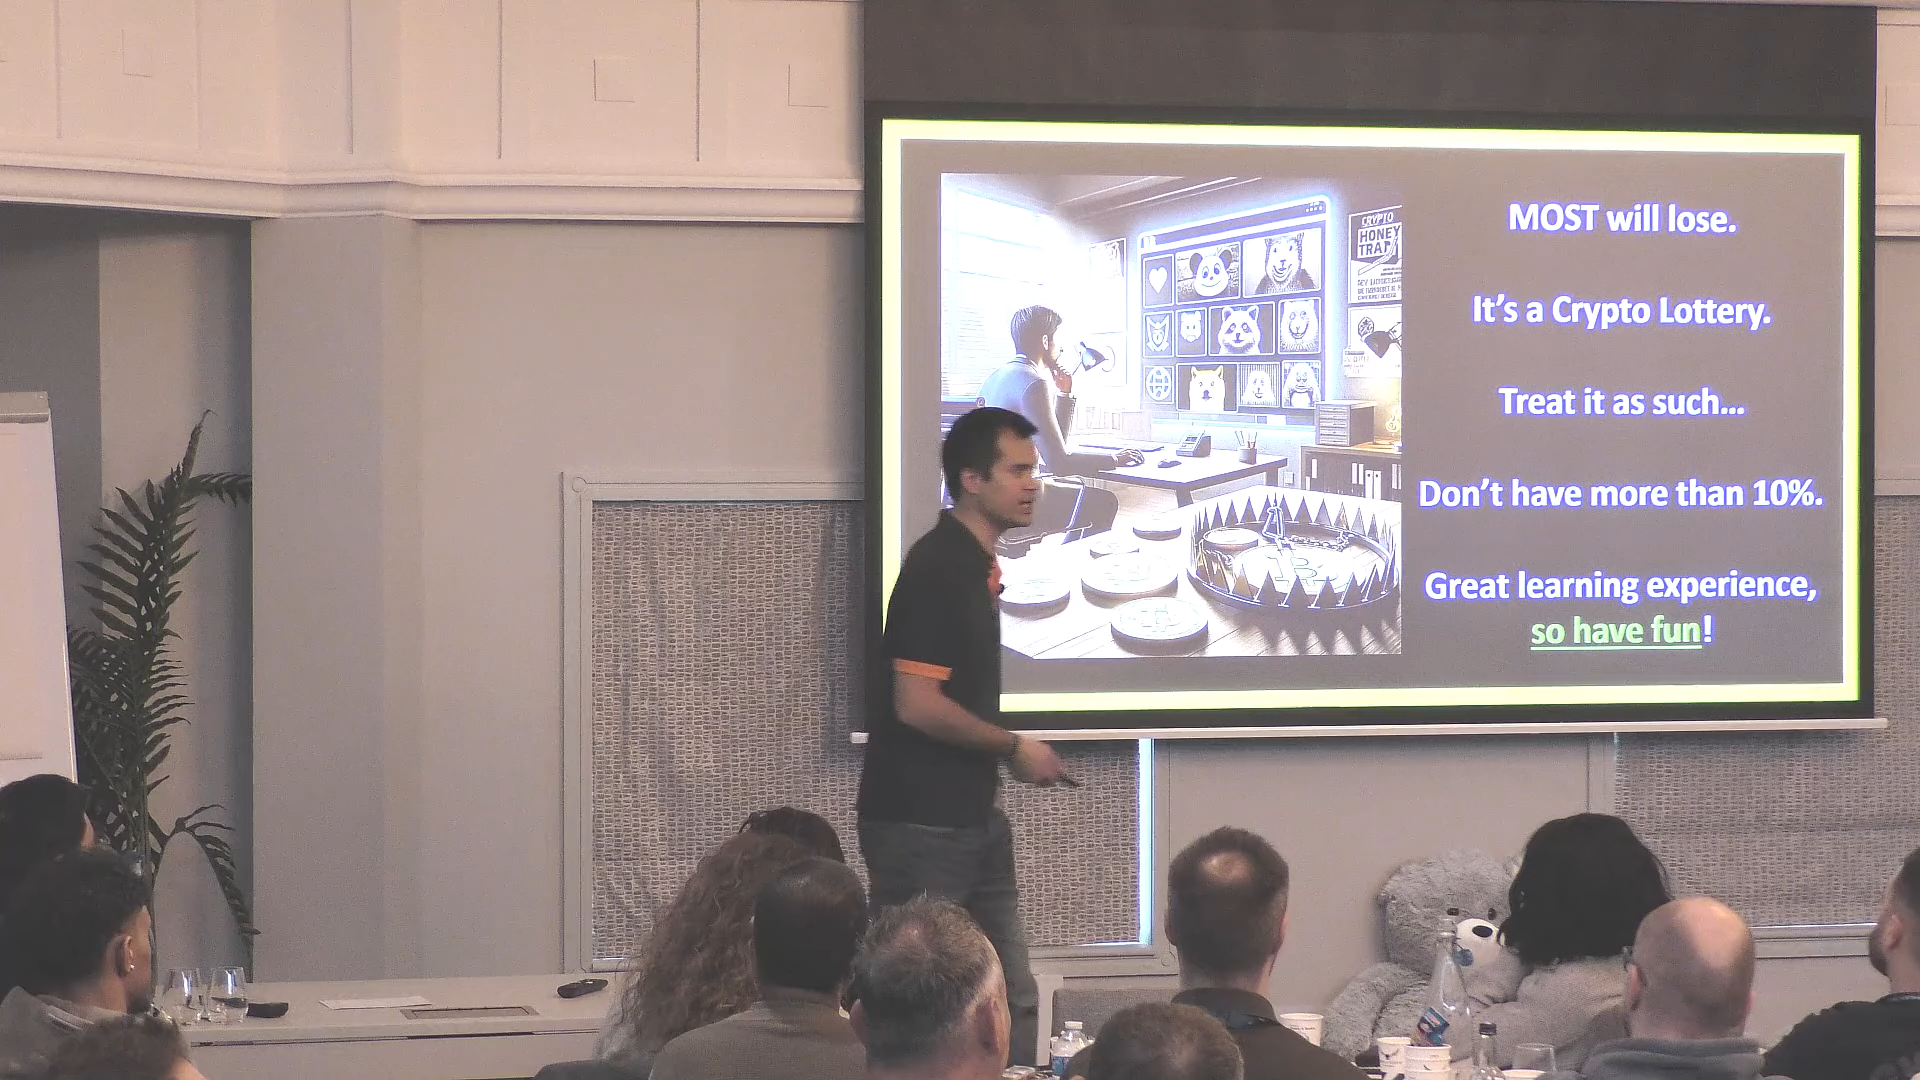 MOST will lose.
It's a Crypto Lottery.
Treat it as such...
Don't have more than 10%.
Great learning experience,
so have fun!
CRYPTO
HONEY
TRAP